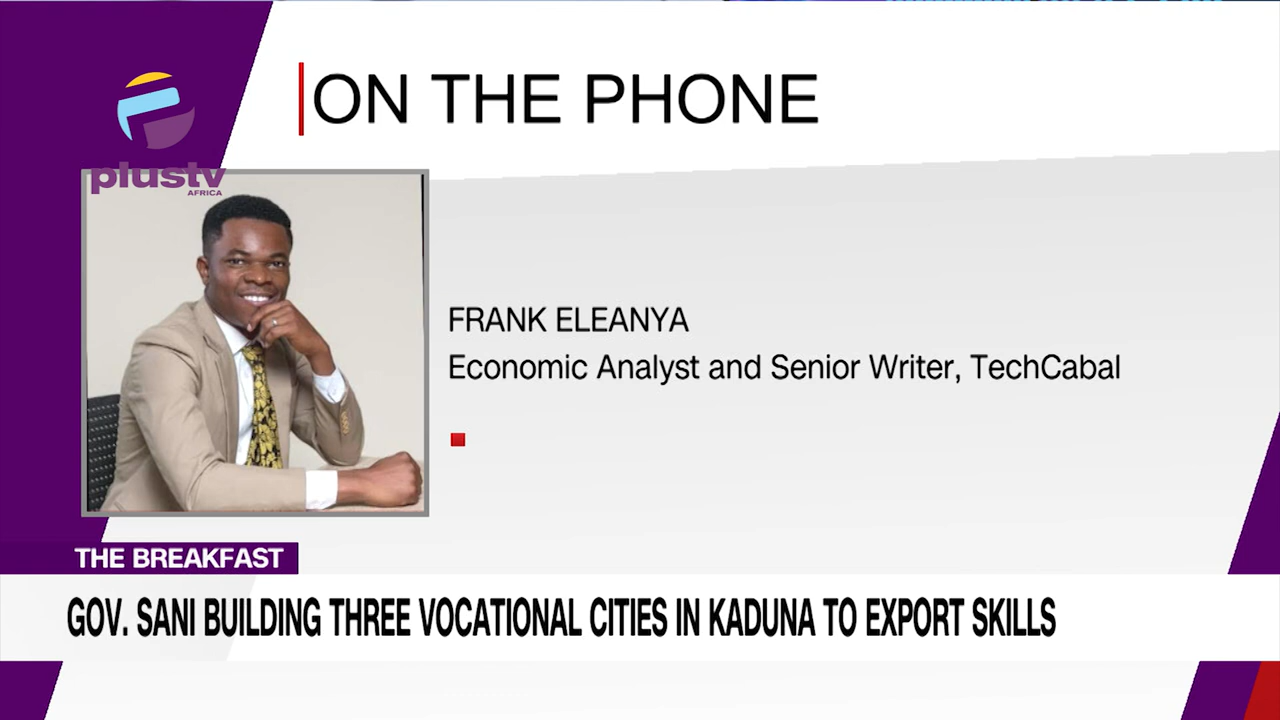 ON THE PHONE
plustv
AFRICA
FRANK ELEANYA
Economic Analyst and Senior Writer, TechCabal
THE BREAKFAST
GOV. SANI BUILDING THREE VOCATIONAL CITIES IN KADUNA TO EXPORT SKILLS